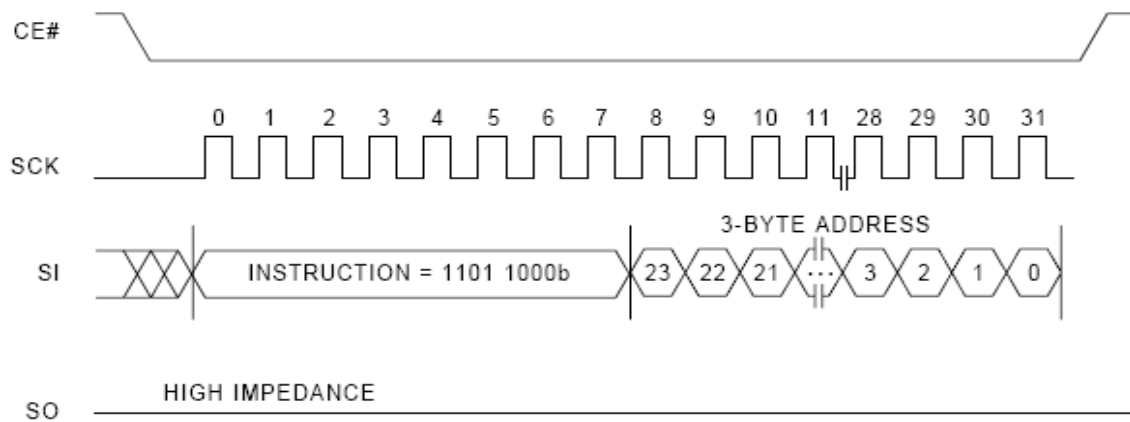 CE#
0 1 2 3 4 5 6 7 8 9 10 11 28 29 30 31
SCK
3-BYTE ADDRESS
SI INSTRUCTION = 1101 1000b 23 22 21 ... 3 2 1 0
HIGH IMPEDANCE
SO